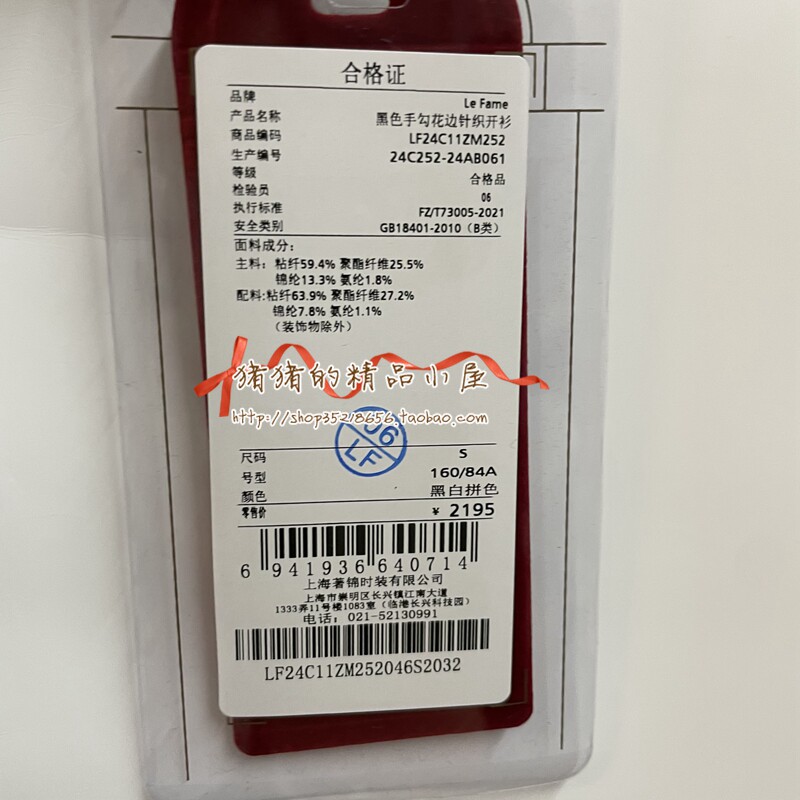 合格证
品牌 Le Fame
产品名称 黑色手勾花边针织开衫
商品编码 LF24C11ZM252
生产编号 24C252-24AB061
等级 合格品
检验员 06
执行标准 FZ/T73005-2021
安全类别 GB18401-2010（B类）
面料成分：
主料：粘纤59.4% 聚酯纤维25.5%
锦纶13.3% 氨纶1.8%
配料:粘纤63.9% 聚酯纤维27.2%
锦纶7.8% 氨纶1.1%
（装饰物除外）
猪猪的精品小屋
http://shop35218656.taobao.com
06
LF
尺码 S
号型 160/84A
颜色 黑白拼色
零售价 ¥ 2195
6 941936 640714
上海著锦时装有限公司
上海市崇明区长兴镇江南大道
1333弄11号楼1083室（临港长兴科技园）
电话：021-52130991
LF24C11ZM252046S2032